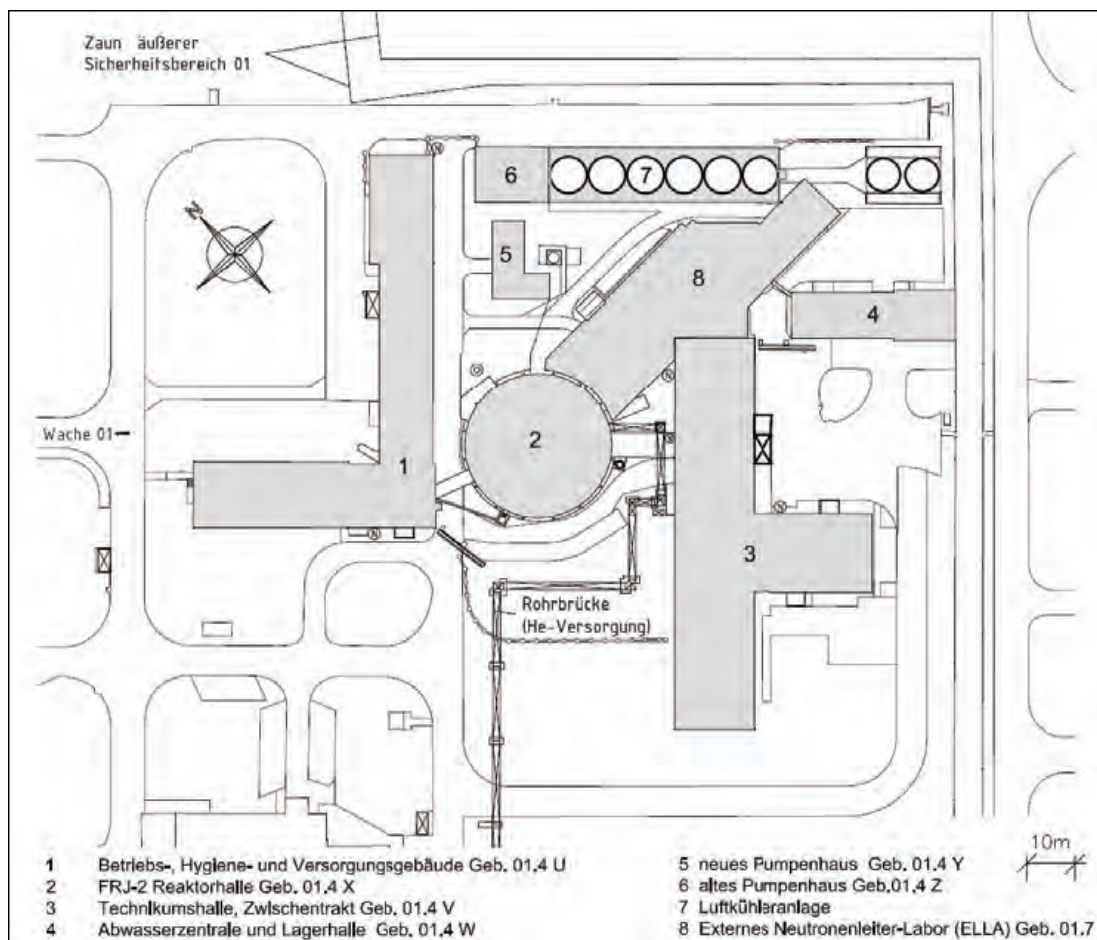 Zaun äußerer
Sicherheitsbereich 01
N
6
7
5
8
4
2
Wache 01
1
3
Rohrbrücke
(He-Versorgung)
10m
1 Betriebs-, Hygiene- und Versorgungsgebäude Geb. 01.4 U
2 FRJ-2 Reaktorhalle Geb. 01.4 X
3 Technikumshalle, Zwischentrakt Geb. 01.4 V
4 Abwasserzentrale und Lagerhalle Geb. 01.4 W
5 neues Pumpenhaus Geb. 01.4 Y
6 altes Pumpenhaus Geb.01.4 Z
7 Luftkühleranlage
8 Externes Neutronenleiter-Labor (ELLA) Geb. 01.7